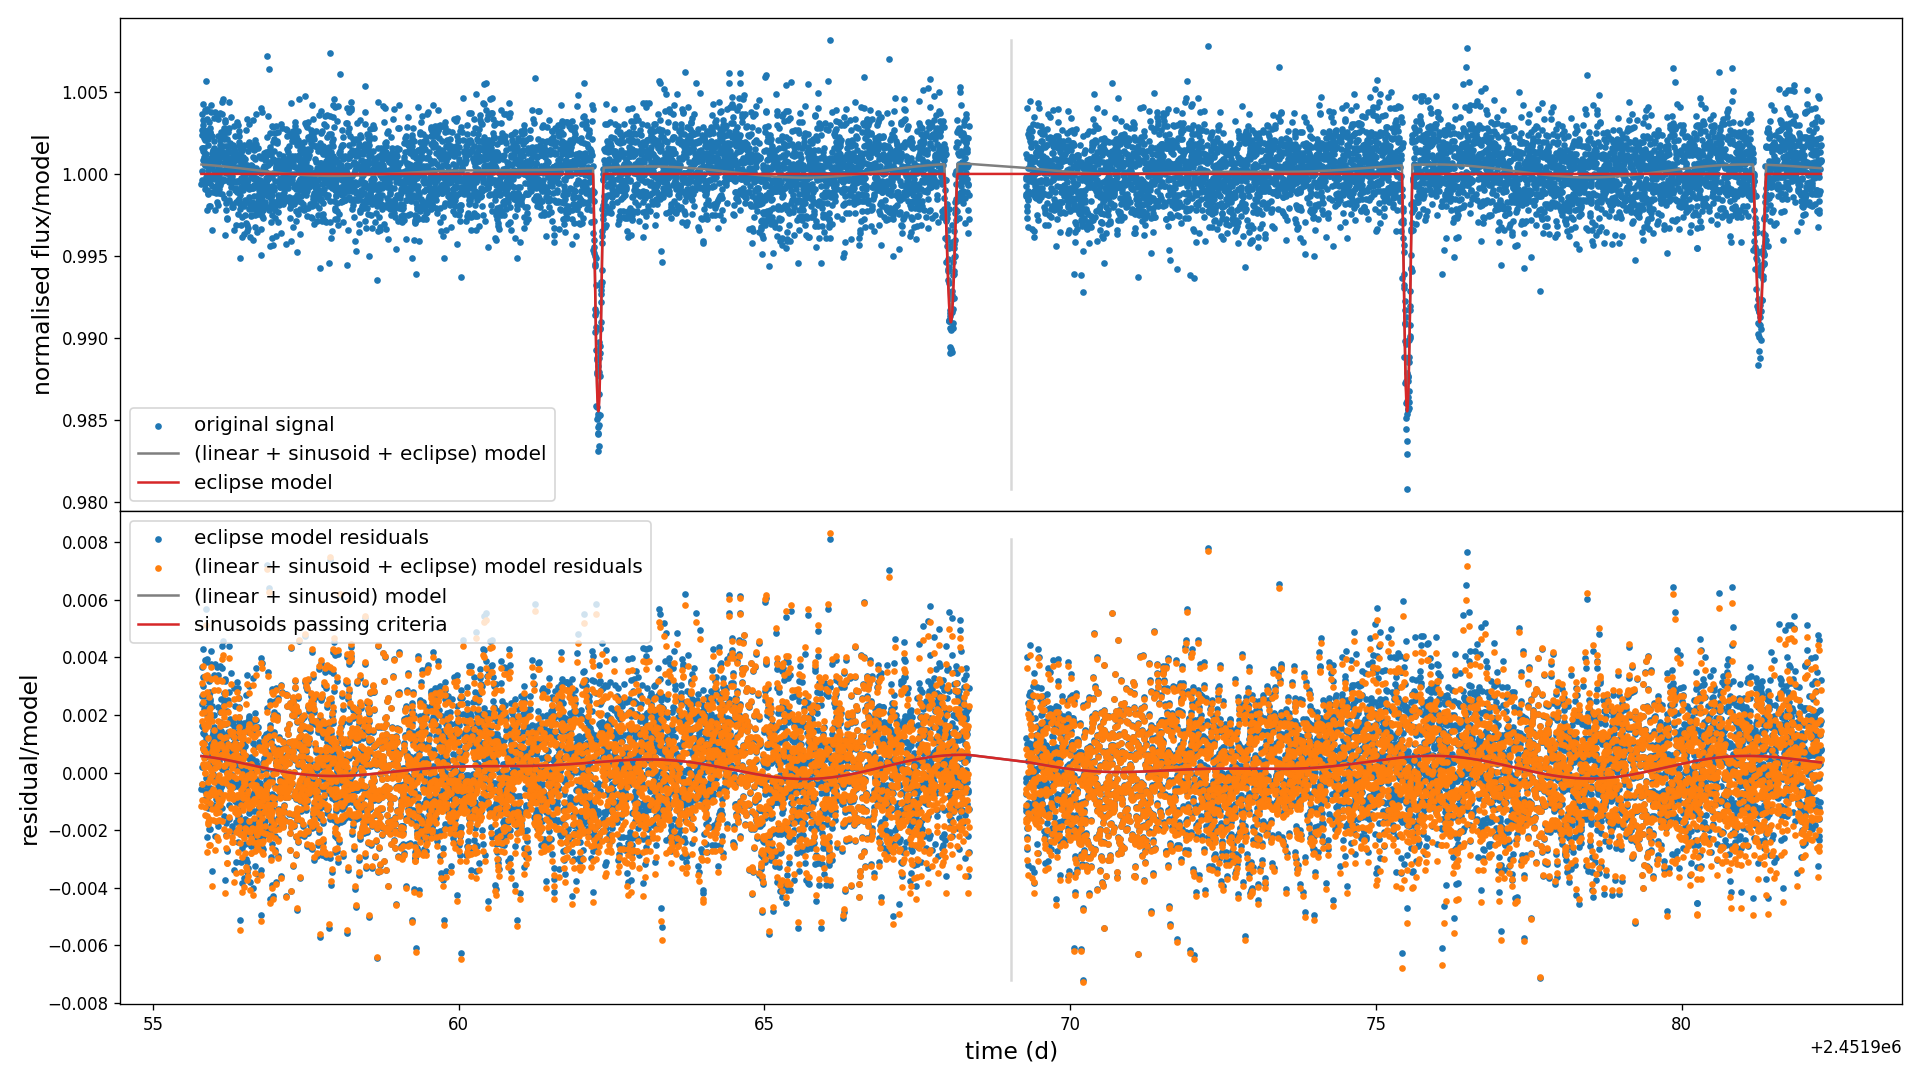 1.005
1.000
0.995
0.990
0.985
0.980
normalised flux/model
original signal
(linear + sinusoid + eclipse) model
eclipse model
0.008
0.006
0.004
0.002
0.000
−0.002
−0.004
−0.006
−0.008
residual/model
eclipse model residuals
(linear + sinusoid + eclipse) model residuals
(linear + sinusoid) model
sinusoids passing criteria
55 60 65 70 75 80
time (d)
+2.4519e6